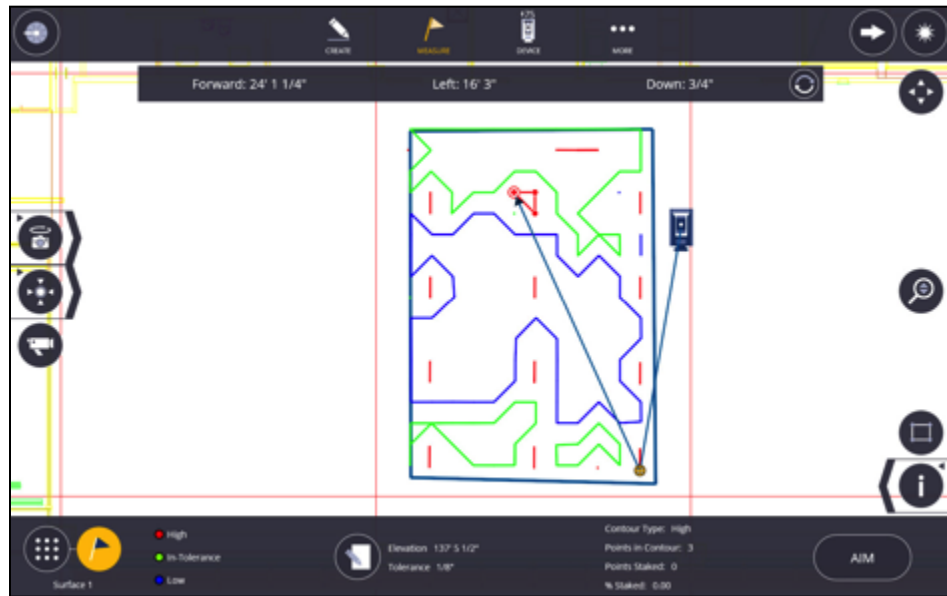 CREATE
MEASURE
DEVICE
MORE
Forward: 24' 1 1/4"
Left: 16' 3"
Down: 3/4"
High
In-Tolerance
Low
Surface 1
Elevation 137' 5 1/2"
Tolerance 1/8"
Contour Type: High
Points in Contour: 3
Points Staked: 0
% Staked: 0.00
AIM
i